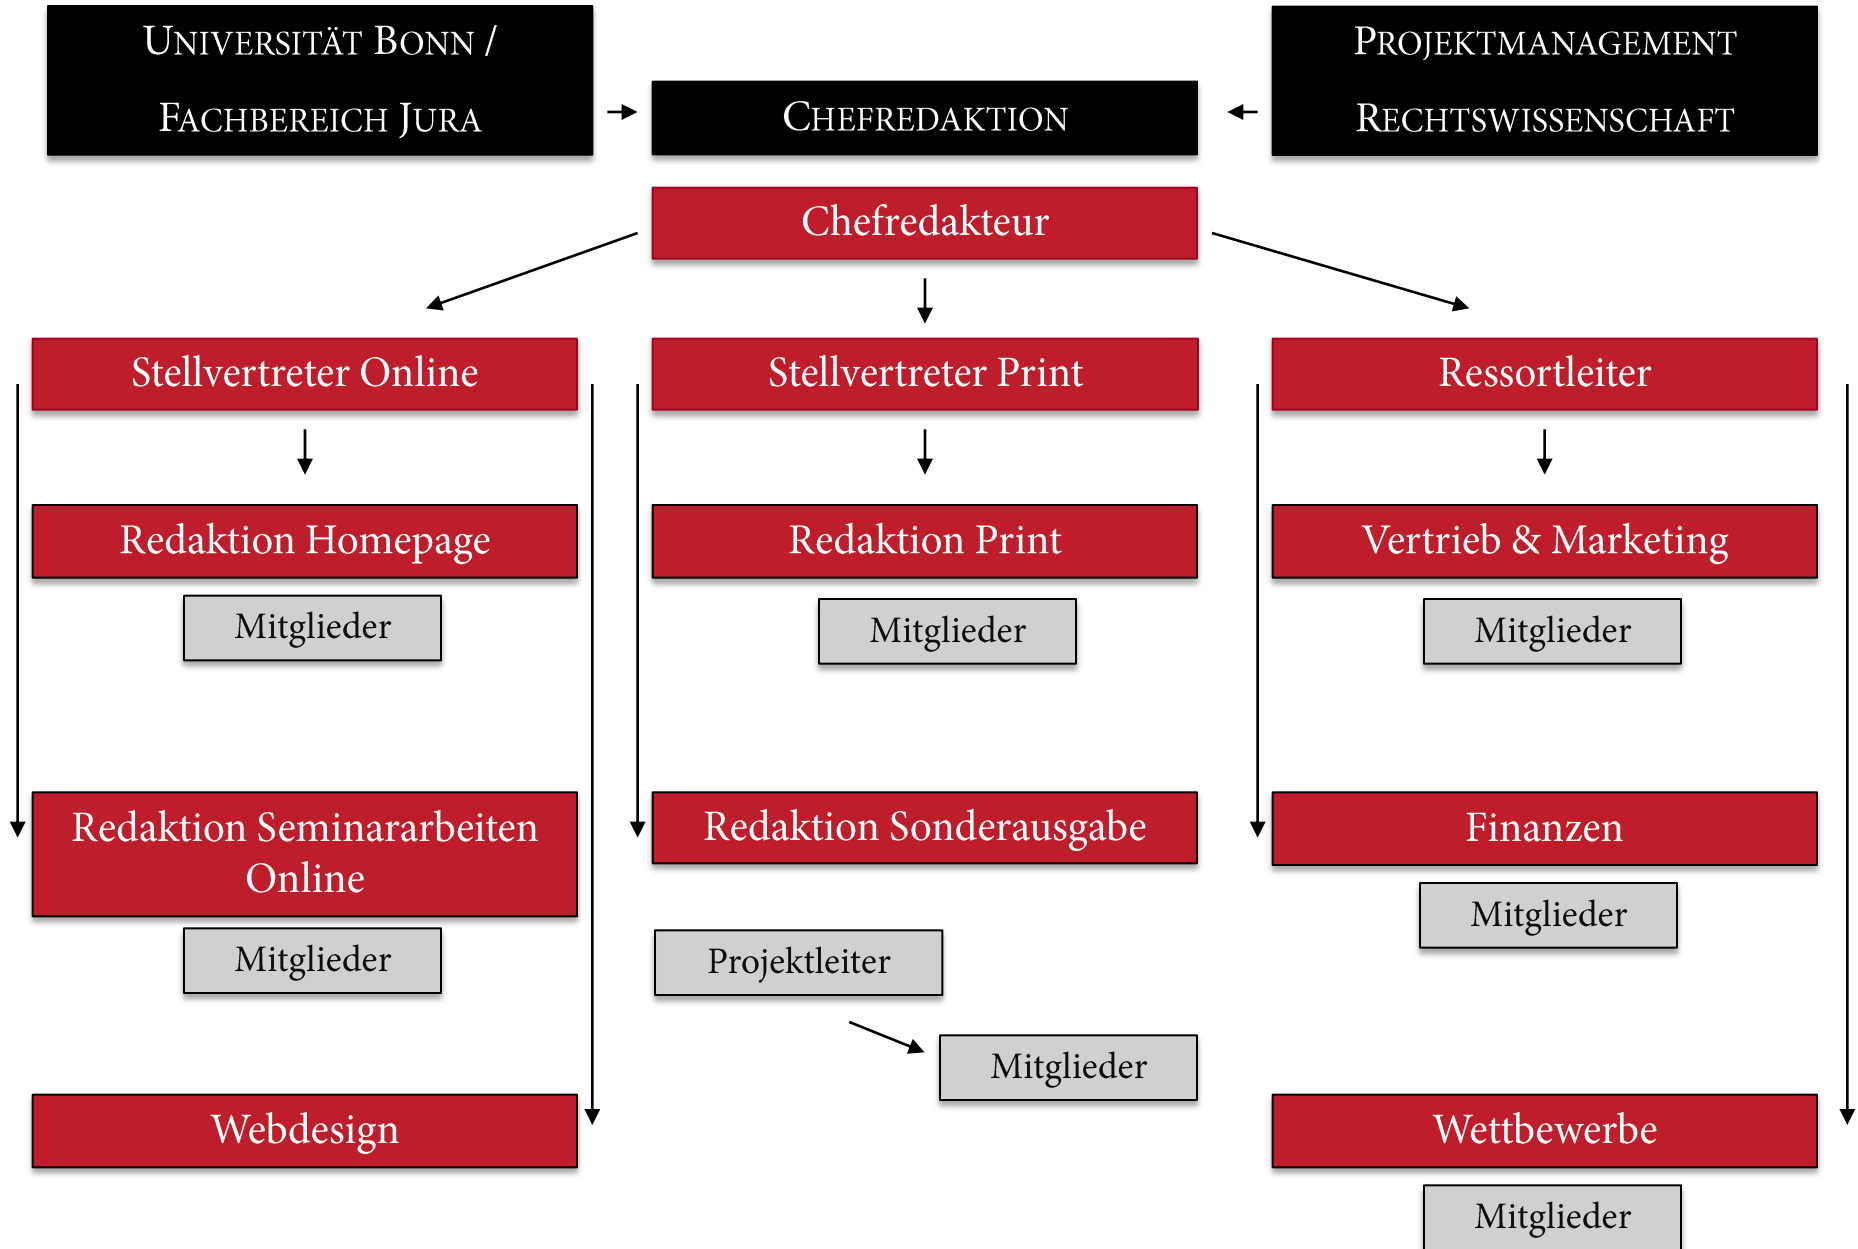 UNIVERSITÄT BONN /
FACHBEREICH JURA
CHEFREDAKTION
PROJEKTMANAGEMENT
RECHTSWISSENSCHAFT
Chefredakteur
Stellvertreter Online
Stellvertreter Print
Ressortleiter
Redaktion Homepage
Redaktion Print
Vertrieb & Marketing
Mitglieder
Mitglieder
Mitglieder
Redaktion Seminararbeiten
Online
Redaktion Sonderausgabe
Finanzen
Mitglieder
Projektleiter
Mitglieder
Mitglieder
Webdesign
Wettbewerbe
Mitglieder